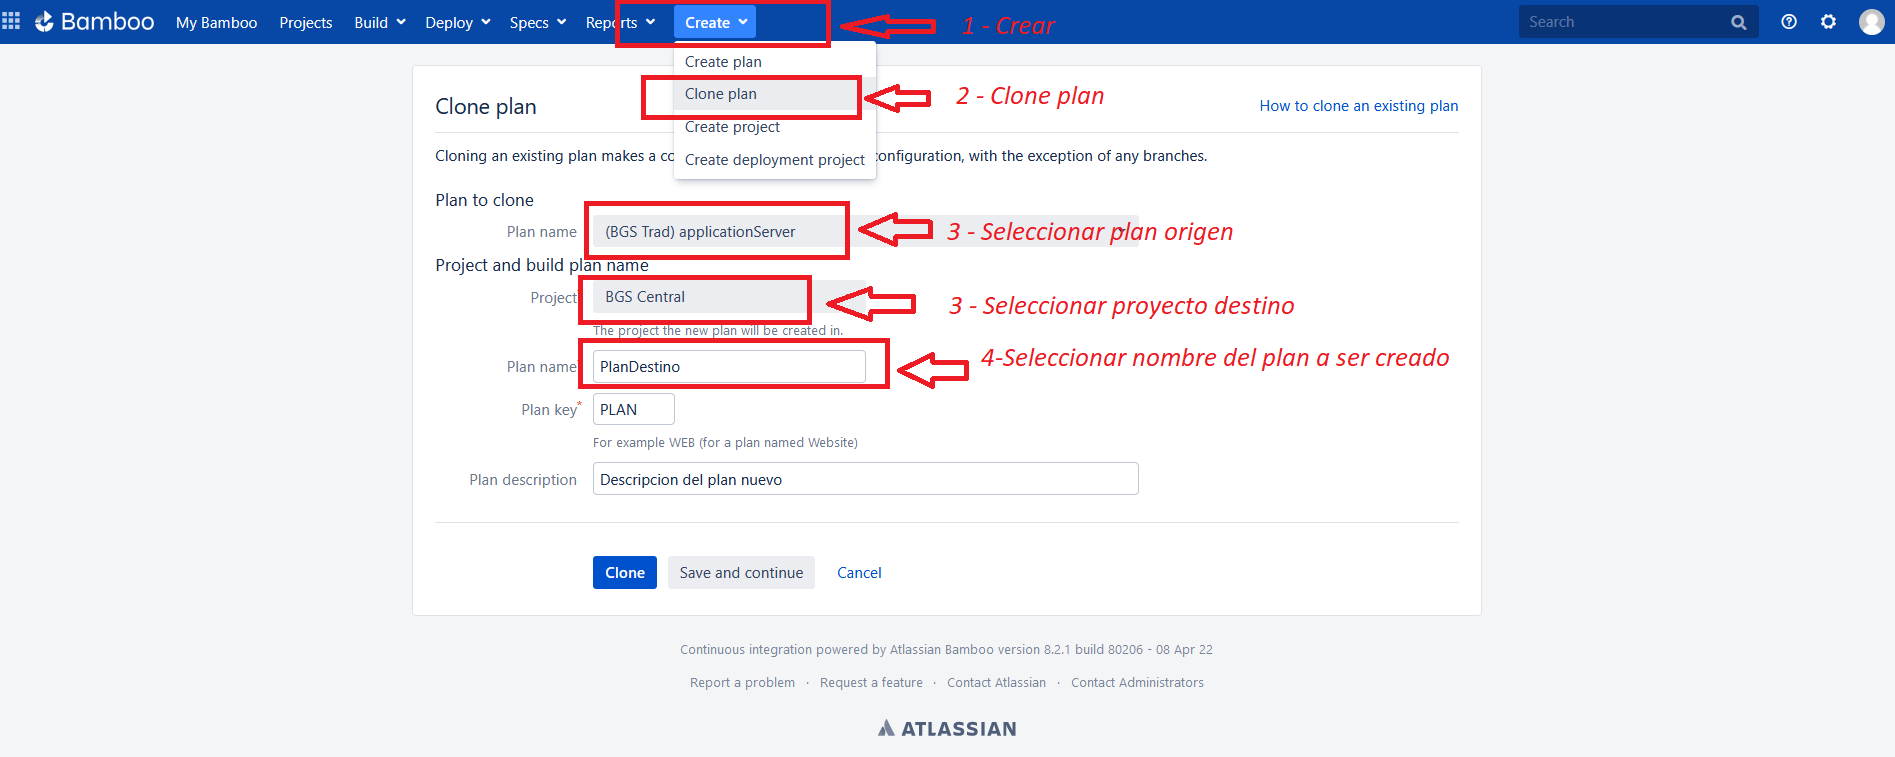 Bamboo My Bamboo Projects Build Deploy Specs Reports Create 1 - Crear Search
Create plan
Clone plan 2 - Clone plan
Create project
Create deployment project
Clone plan How to clone an existing plan
Cloning an existing plan makes a co onfiguration, with the exception of any branches.
Plan to clone
Plan name (BGS Trad) applicationServer 3 - Seleccionar plan origen
Project and build plan name
Project BGS Central 3 - Seleccionar proyecto destino
The project the new plan will be created in.
Plan name PlanDestino 4-Seleccionar nombre del plan a ser creado
Plan key* PLAN
For example WEB (for a plan named Website)
Plan description Descripcion del plan nuevo
Clone Save and continue Cancel
Continuous integration powered by Atlassian Bamboo version 8.2.1 build 80206 - 08 Apr 22
Report a problem · Request a feature · Contact Atlassian · Contact Administrators
ATLASSIAN